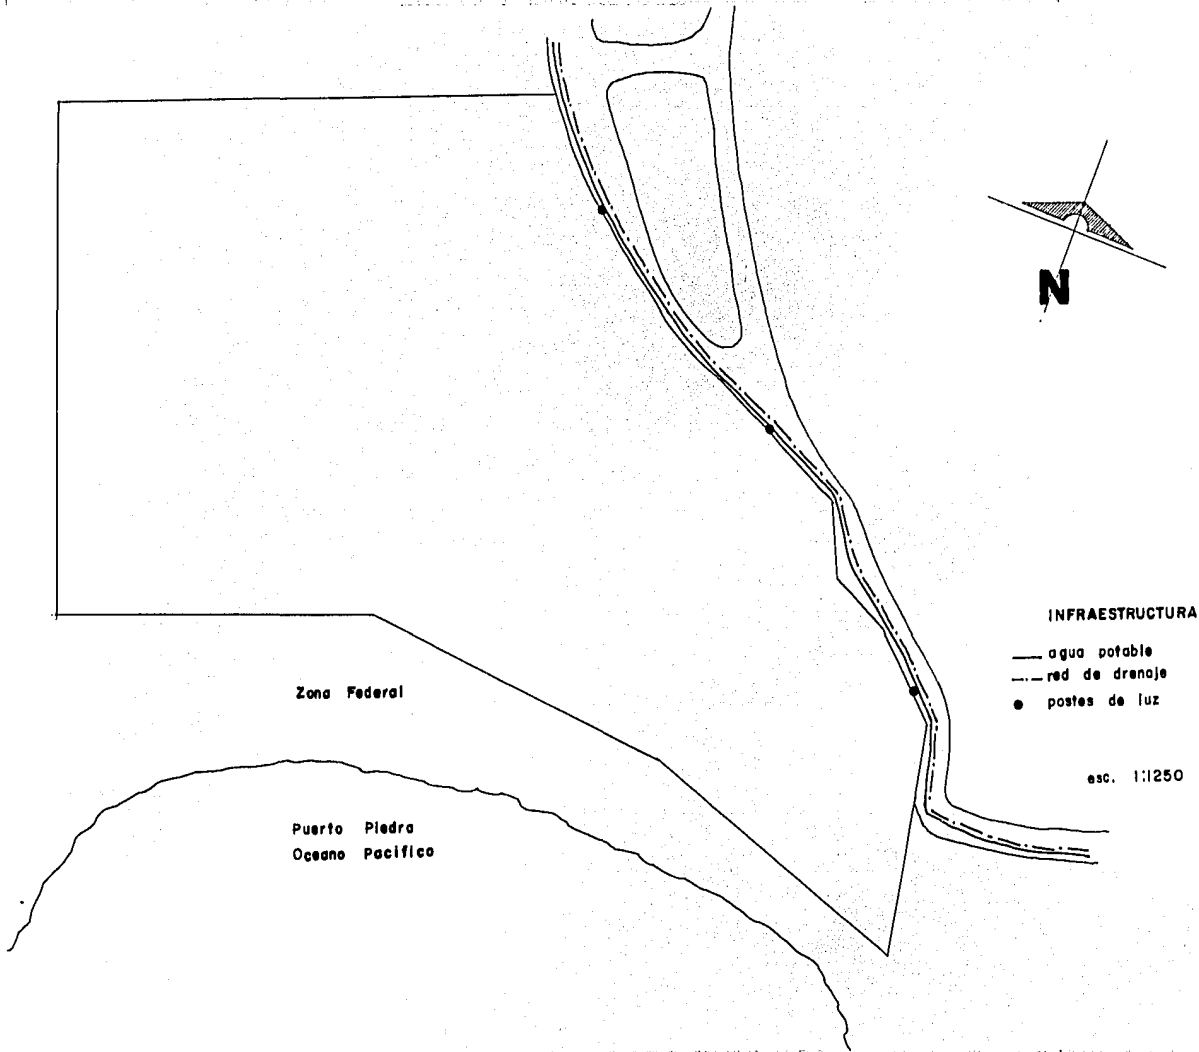 N
INFRAESTRUCTURA
agua potable
red de drenaje
postes de luz
Zona Federal
esc. 1:1250
Puerto Piedra
Oceano Pacifico